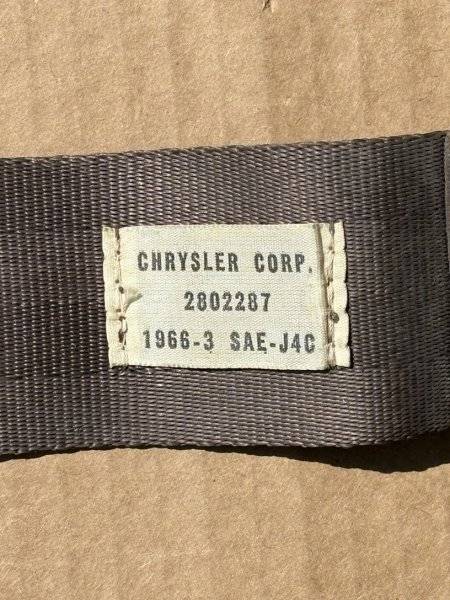 CHRYSLER CORP.
2802287
1966-3 SAE-J4C